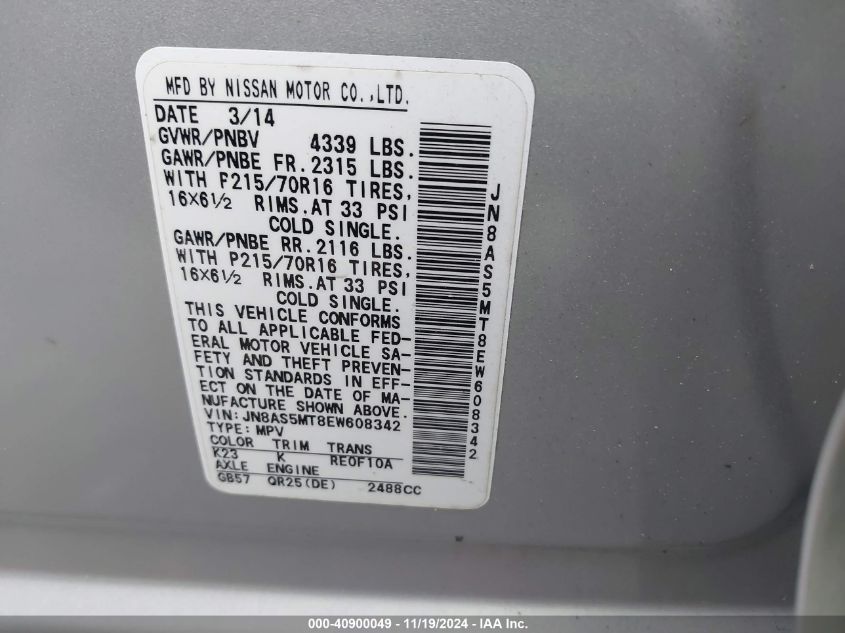 MFD BY NISSAN MOTOR CO.,LTD.
DATE 3/14
GVWR/PNBV 4339 LBS.
GAWR/PNBE FR. 2315 LBS.
WITH P215/70R16 TIRES,
16X6½ RIMS. AT 33 PSI
COLD SINGLE.
GAWR/PNBE RR. 2116 LBS.
WITH P215/70R16 TIRES,
16X6½ RIMS. AT 33 PSI
COLD SINGLE.
THIS VEHICLE CONFORMS
TO ALL APPLICABLE FED-
ERAL MOTOR VEHICLE SA-
FETY AND THEFT PREVEN-
TION STANDARDS IN EFF-
ECT ON THE DATE OF MA-
NUFACTURE SHOWN ABOVE.
VIN: JN8AS5MT8EW608342
TYPE: MPV
COLOR TRIM TRANS
K23 K RE0F10A
AXLE ENGINE
GB57 QR25(DE) 2488CC
JN8AS5MT8EW608342
000-40900049 - 11/19/2024 - IAA Inc.